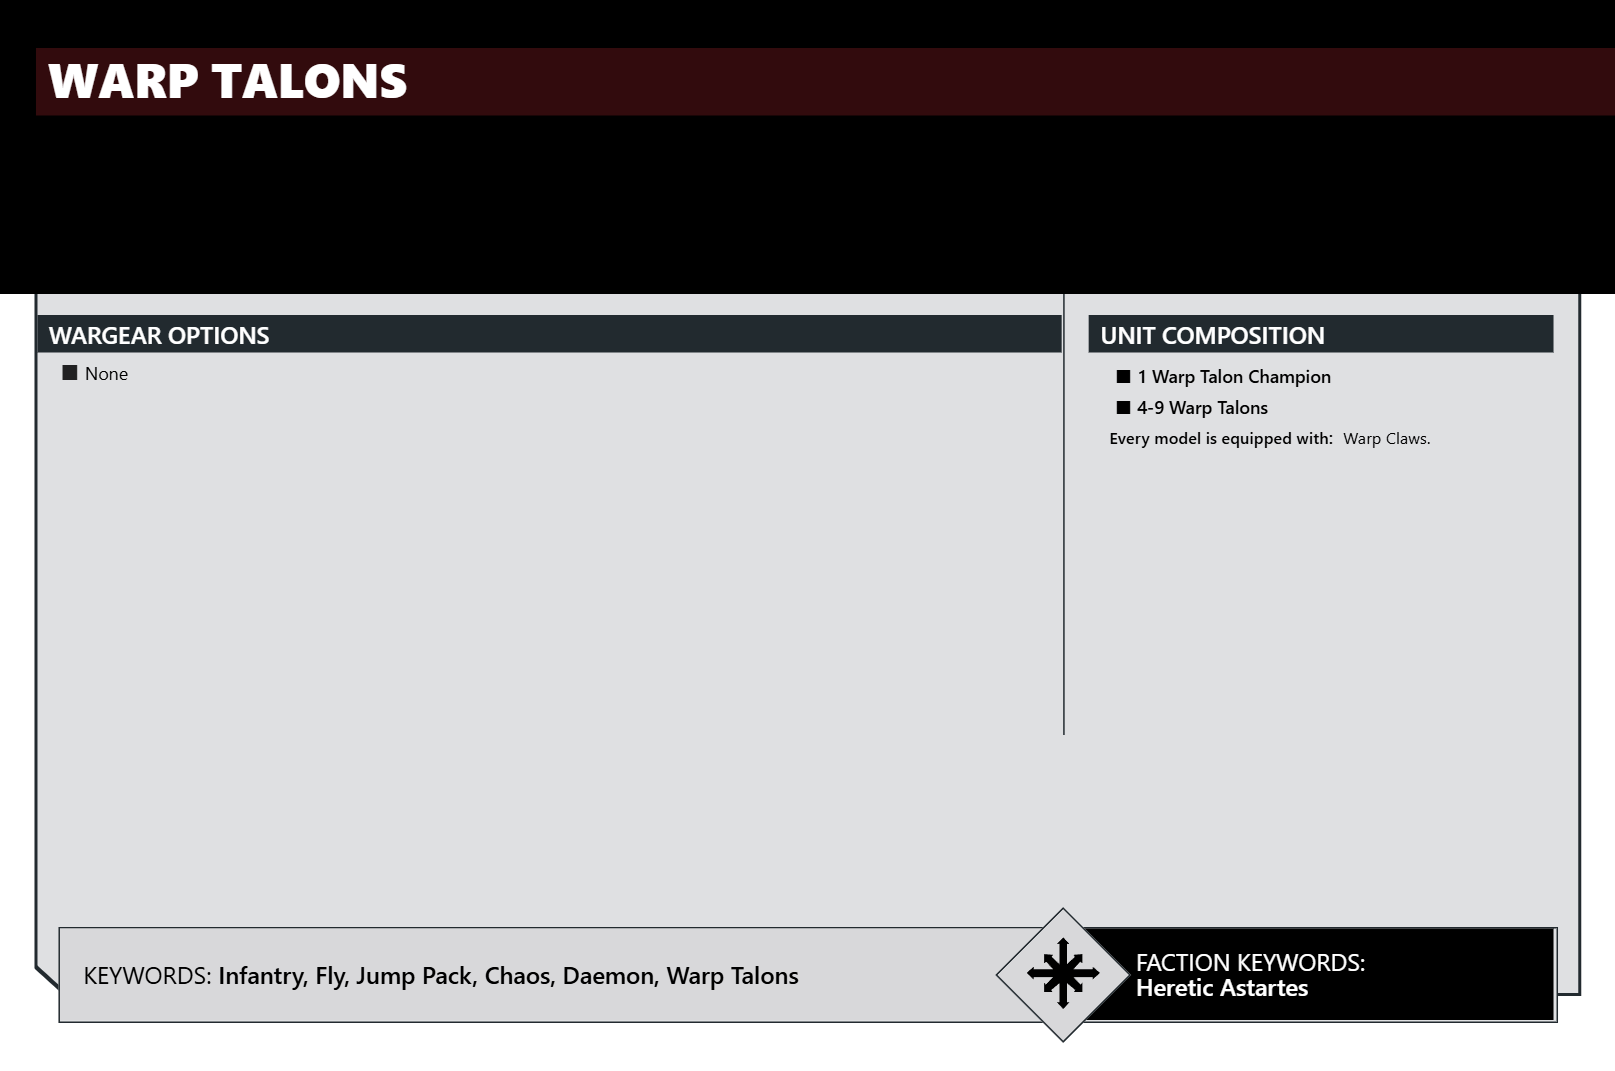 WARP TALONS
WARGEAR OPTIONS
None
UNIT COMPOSITION
1 Warp Talon Champion
4-9 Warp Talons
Every model is equipped with: Warp Claws.
KEYWORDS: Infantry, Fly, Jump Pack, Chaos, Daemon, Warp Talons
FACTION KEYWORDS:
Heretic Astartes